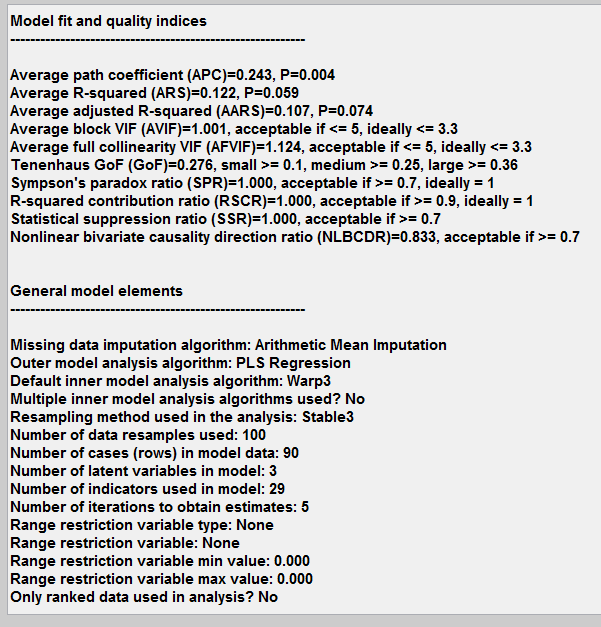 Model fit and quality indices
-----------------------------------------------------------
Average path coefficient (APC)=0.243, P=0.004
Average R-squared (ARS)=0.122, P=0.059
Average adjusted R-squared (AARS)=0.107, P=0.074
Average block VIF (AVIF)=1.001, acceptable if <= 5, ideally <= 3.3
Average full collinearity VIF (AFVIF)=1.124, acceptable if <= 5, ideally <= 3.3
Tenenhaus GoF (GoF)=0.276, small >= 0.1, medium >= 0.25, large >= 0.36
Sympson's paradox ratio (SPR)=1.000, acceptable if >= 0.7, ideally = 1
R-squared contribution ratio (RSCR)=1.000, acceptable if >= 0.9, ideally = 1
Statistical suppression ratio (SSR)=1.000, acceptable if >= 0.7
Nonlinear bivariate causality direction ratio (NLBCDR)=0.833, acceptable if >= 0.7
General model elements
-----------------------------------------------------------
Missing data imputation algorithm: Arithmetic Mean Imputation
Outer model analysis algorithm: PLS Regression
Default inner model analysis algorithm: Warp3
Multiple inner model analysis algorithms used? No
Resampling method used in the analysis: Stable3
Number of data resamples used: 100
Number of cases (rows) in model data: 90
Number of latent variables in model: 3
Number of indicators used in model: 29
Number of iterations to obtain estimates: 5
Range restriction variable type: None
Range restriction variable: None
Range restriction variable min value: 0.000
Range restriction variable max value: 0.000
Only ranked data used in analysis? No